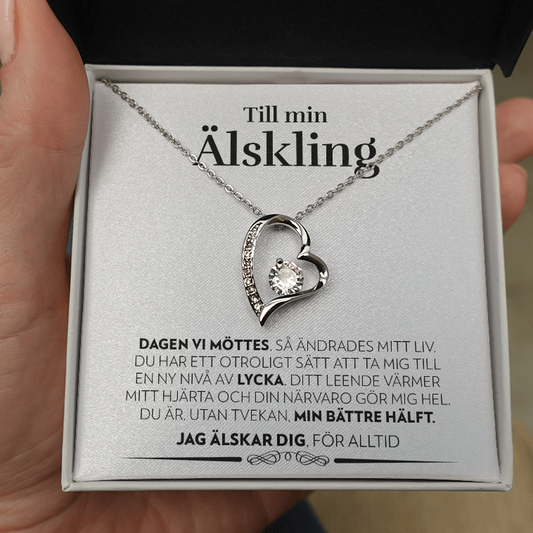 Till min
Älskling
DAGEN VI MÖTTES, SÅ ÄNDRADES MITT LIV.
DU HAR ETT OTROLIGT SÄTT ATT TA MIG TILL
EN NY NIVÅ AV LYCKA. DITT LEENDE VÄRMER
MITT HJÄRTA OCH DIN NÄRVARO GÖR MIG HEL.
DU ÄR, UTAN TVEKAN, MIN BÄTTRE HÄLFT.
JAG ÄLSKAR DIG, FÖR ALLTID